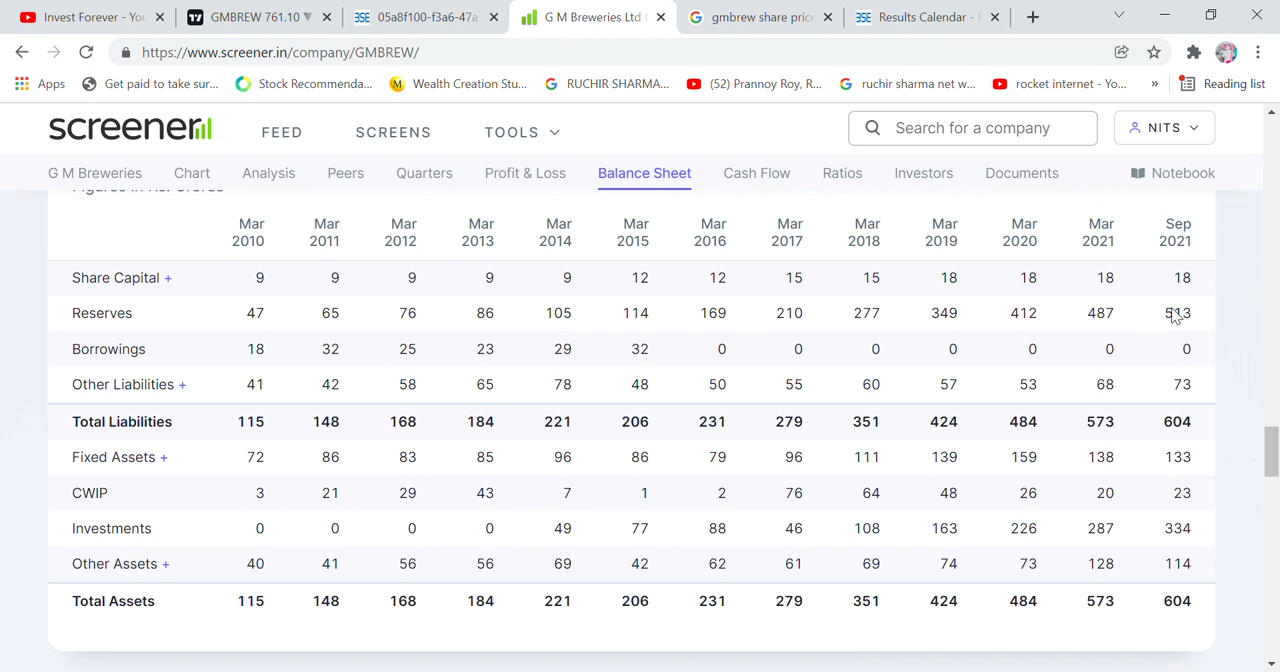 Invest Forever - You
GMBREW 761.10 ▼
BSE 05a8f100-f3a6-47a
G M Breweries Ltd
gmbrew share price
BSE Results Calendar -
https://www.screener.in/company/GMBREW/
Apps
Get paid to take sur...
Stock Recommenda...
M Wealth Creation Stu...
RUCHIR SHARMA...
(52) Prannoy Roy, R...
ruchir sharma net w...
rocket internet - Yo...
»
Reading list
screener
FEED
SCREENS
TOOLS
Search for a company
NITS
G M Breweries Chart Analysis Peers Quarters Profit & Loss Balance Sheet Cash Flow Ratios Investors Documents Notebook
Mar 2010 Mar 2011 Mar 2012 Mar 2013 Mar 2014 Mar 2015 Mar 2016 Mar 2017 Mar 2018 Mar 2019 Mar 2020 Mar 2021 Sep 2021
Share Capital + 9 9 9 9 9 12 12 15 15 18 18 18 18
Reserves 47 65 76 86 105 114 169 210 277 349 412 487 513
Borrowings 18 32 25 23 29 32 0 0 0 0 0 0 0
Other Liabilities + 41 42 58 65 78 48 50 55 60 57 53 68 73
Total Liabilities 115 148 168 184 221 206 231 279 351 424 484 573 604
Fixed Assets + 72 86 83 85 96 86 79 96 111 139 159 138 133
CWIP 3 21 29 43 7 1 2 76 64 48 26 20 23
Investments 0 0 0 0 49 77 88 46 108 163 226 287 334
Other Assets + 40 41 56 56 69 42 62 61 69 74 73 128 114
Total Assets 115 148 168 184 221 206 231 279 351 424 484 573 604